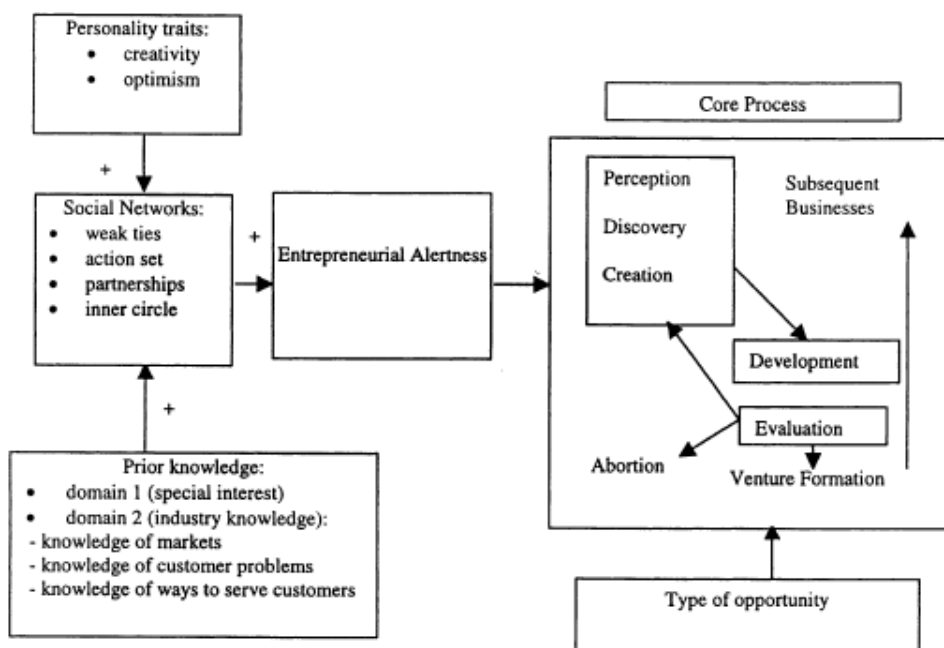 Personality traits:
• creativity
• optimism
+
Social Networks:
• weak ties
• action set
• partnerships
• inner circle
+
Entrepreneurial Alertness
+
Prior knowledge:
• domain 1 (special interest)
• domain 2 (industry knowledge):
- knowledge of markets
- knowledge of customer problems
- knowledge of ways to serve customers
Core Process
Perception
Discovery
Creation
Subsequent
Businesses
Development
Evaluation
Abortion
Venture Formation
Type of opportunity